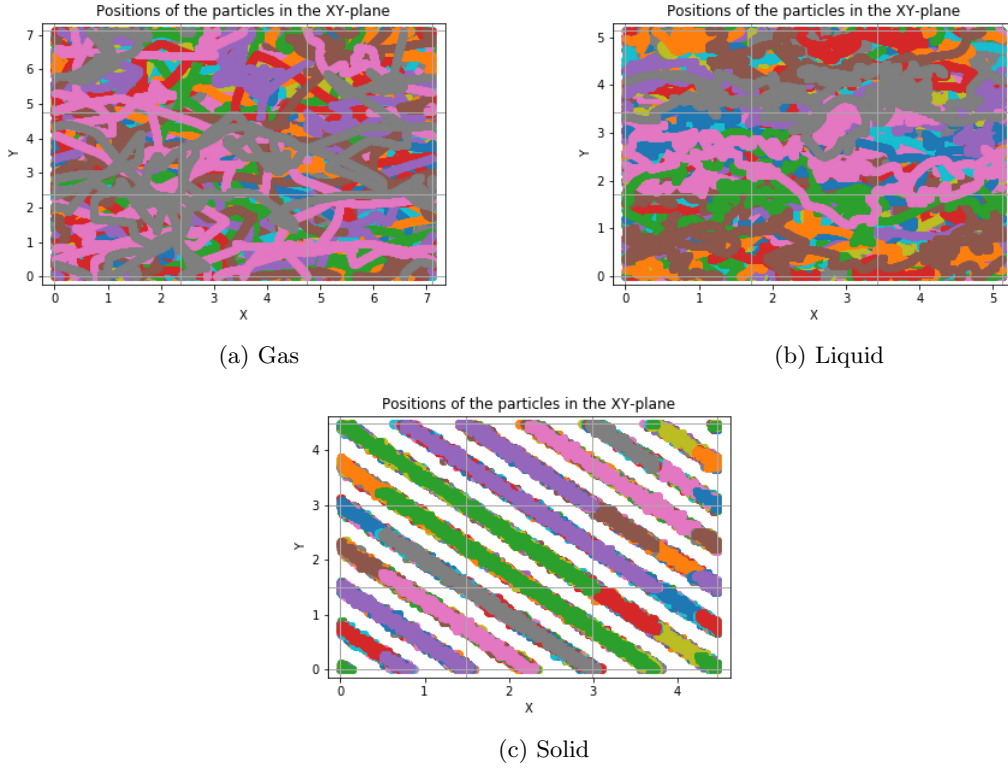 Positions of the particles in the XY-plane
7
6
5
4
3
2
1
0
Y
0 1 2 3 4 5 6 7
X
(a) Gas
Positions of the particles in the XY-plane
5
4
3
2
1
0
Y
0 1 2 3 4 5
X
(b) Liquid
Positions of the particles in the XY-plane
4
3
2
1
0
Y
0 1 2 3 4
X
(c) Solid